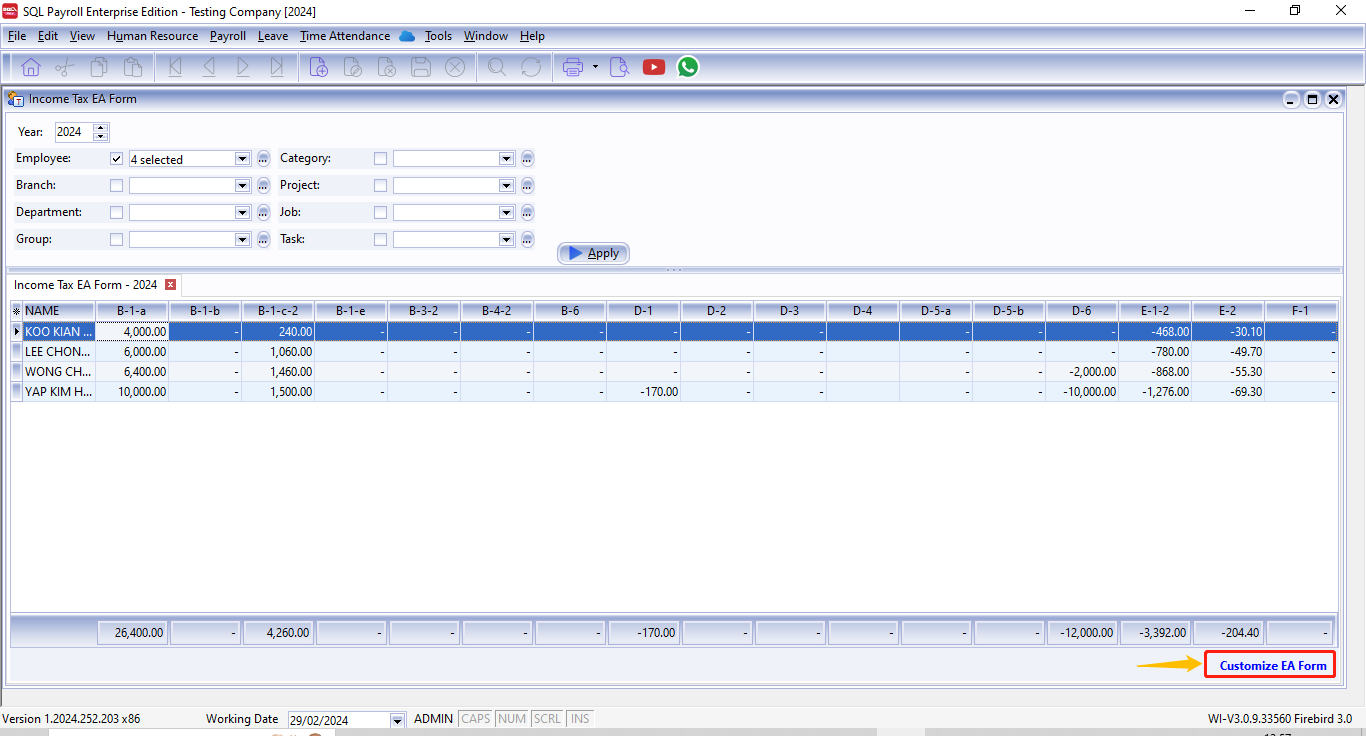 SQL Payroll Enterprise Edition - Testing Company [2024]
File Edit View Human Resource Payroll Leave Time Attendance Tools Window Help
Income Tax EA Form
Year: 2024
Employee: 4 selected Category:
Branch: Project:
Department: Job:
Group: Task:
Apply
Income Tax EA Form - 2024
NAME B-1-a B-1-b B-1-c-2 B-1-e B-3-2 B-4-2 B-6 D-1 D-2 D-3 D-4 D-5-a D-5-b D-6 E-1-2 E-2 F-1
KOO KIAN ... 4,000.00 - 240.00 - - - - - - - - - - - -468.00 -30.10 -
LEE CHON... 6,000.00 - 1,060.00 - - - - - - - - - - -780.00 -49.70 -
WONG CH... 6,400.00 - 1,460.00 - - - - - - - - - -2,000.00 -868.00 -55.30 -
YAP KIM H... 10,000.00 - 1,500.00 - - - - -170.00 - - - - -10,000.00 -1,276.00 -69.30 -
26,400.00 - 4,260.00 - - - - -170.00 - - - - - -12,000.00 -3,392.00 -204.40 -
Customize EA Form
Version 1.2024.252.203 x86 Working Date 29/02/2024 ADMIN CAPS NUM SCRL INS WI-V3.0.9.33560 Firebird 3.0